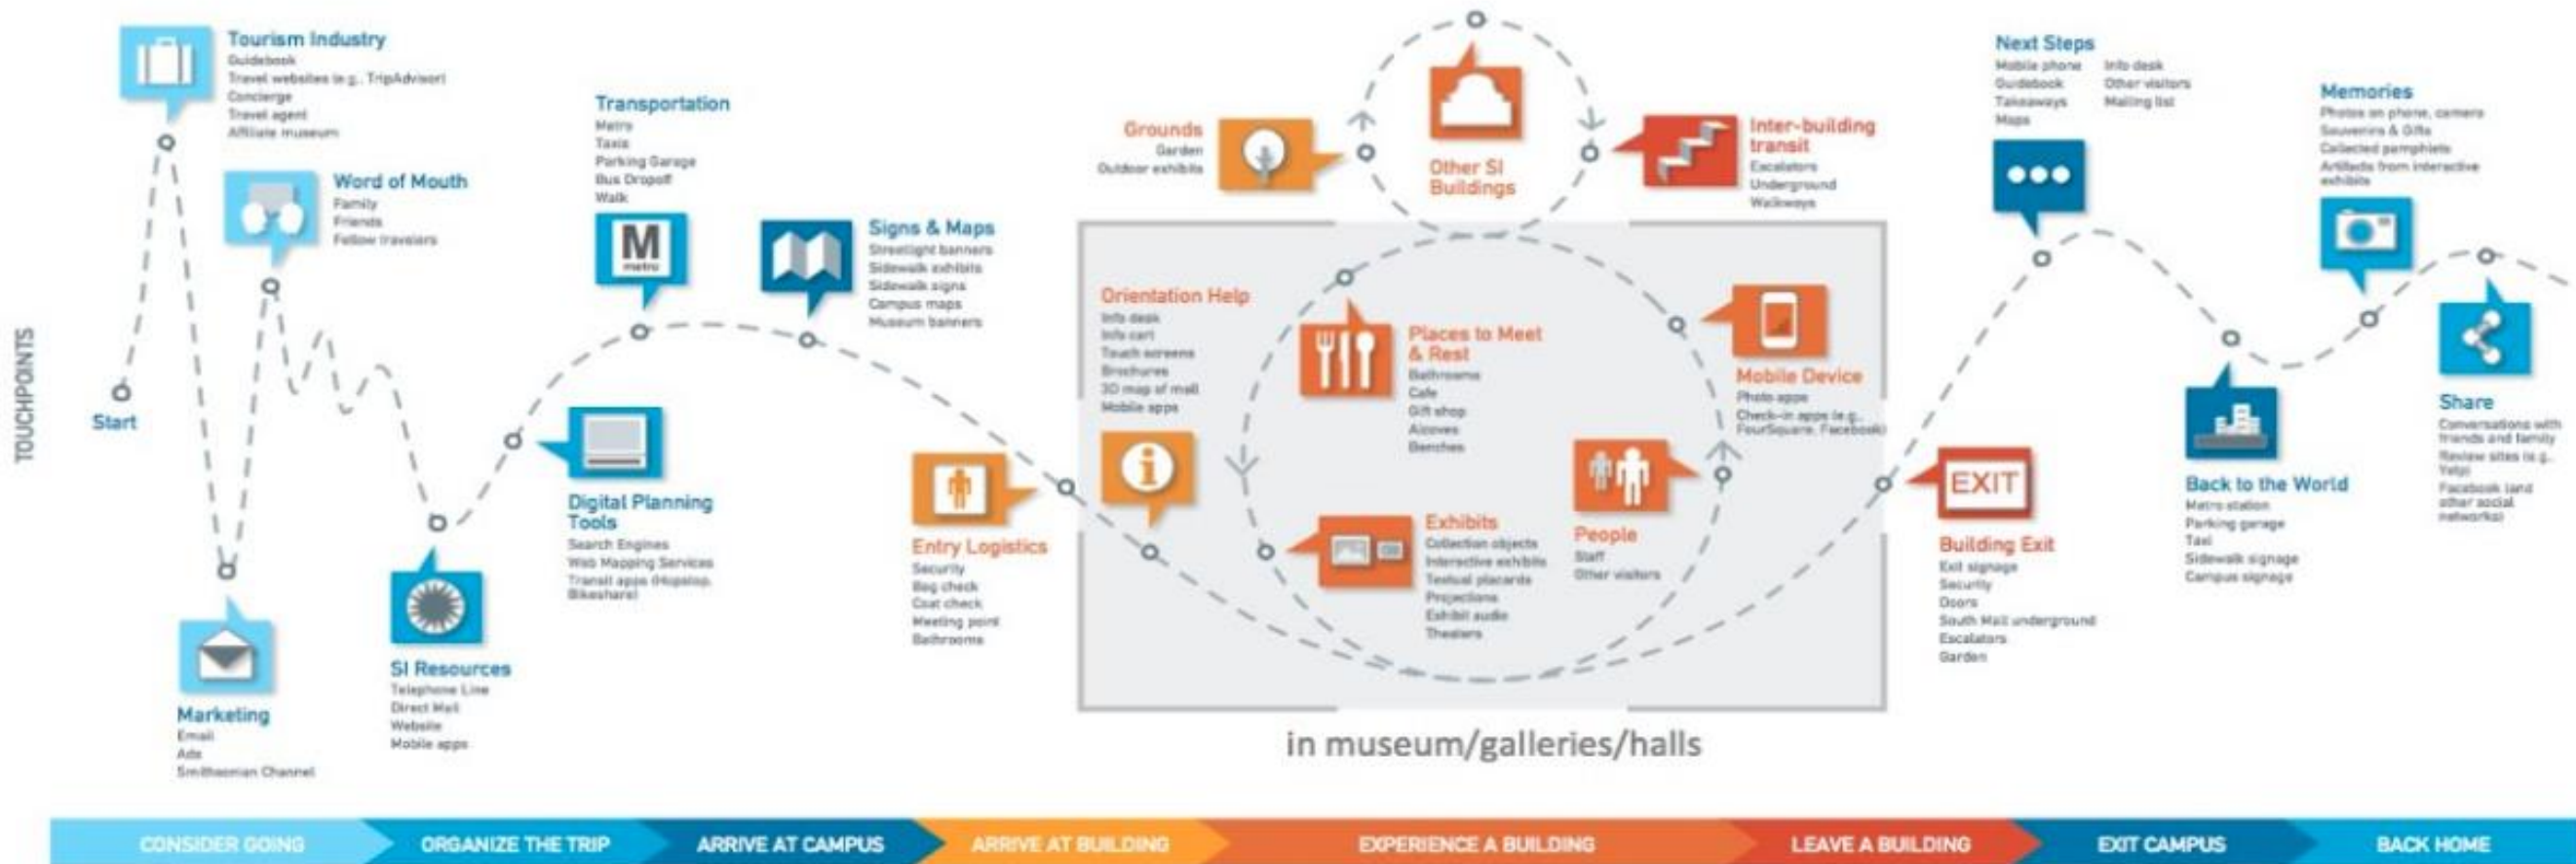 TOUCHPOINTS
Start
Tourism Industry
Guidebook
Travel websites (e.g., TripAdvisor)
Concierge
Travel agent
Affiliate museum
Word of Mouth
Family
Friends
Fellow travelers
Marketing
Email
Ads
Smithsonian Channel
SI Resources
Telephone Line
Direct Mail
Website
Mobile apps
Digital Planning
Tools
Search Engines
Web Mapping Services
Transit apps (Hopstop,
Bikeshare)
Transportation
Metro
Taxis
Parking Garage
Bus Dropoff
Walk
M
metro
Signs & Maps
Streetlight banners
Sidewalk exhibits
Sidewalk signs
Campus maps
Museum banners
Entry Logistics
Security
Bag check
Coat check
Meeting point
Bathrooms
Grounds
Garden
Outdoor exhibits
Other SI
Buildings
Inter-building
transit
Escalators
Underground
Walkways
Orientation Help
Info desk
Info cart
Touch screens
Brochures
3D map of mall
Mobile apps
i
Places to Meet
& Rest
Bathrooms
Cafe
Gift shop
Alcoves
Benches
Exhibits
Collection objects
Interactive exhibits
Textual placards
Projections
Exhibit audio
Theaters
People
Staff
Other visitors
Mobile Device
Photo apps
Check-in apps (e.g.,
FourSquare, Facebook)
in museum/galleries/halls
EXIT
Building Exit
Exit signage
Security
Doors
South Mall underground
Escalators
Garden
Next Steps
Mobile phone
Guidebook
Takeaways
Maps
Info desk
Other visitors
Mailing list
Back to the World
Metro station
Parking garage
Taxi
Sidewalk signage
Campus signage
Memories
Photos on phone, camera
Souvenirs & Gifts
Collected pamphlets
Artifacts from interactive
exhibits
Share
Conversations with
friends and family
Review sites (e.g.,
Yelp)
Facebook (and
other social
networks)
CONSIDER GOING
ORGANIZE THE TRIP
ARRIVE AT CAMPUS
ARRIVE AT BUILDING
EXPERIENCE A BUILDING
LEAVE A BUILDING
EXIT CAMPUS
BACK HOME